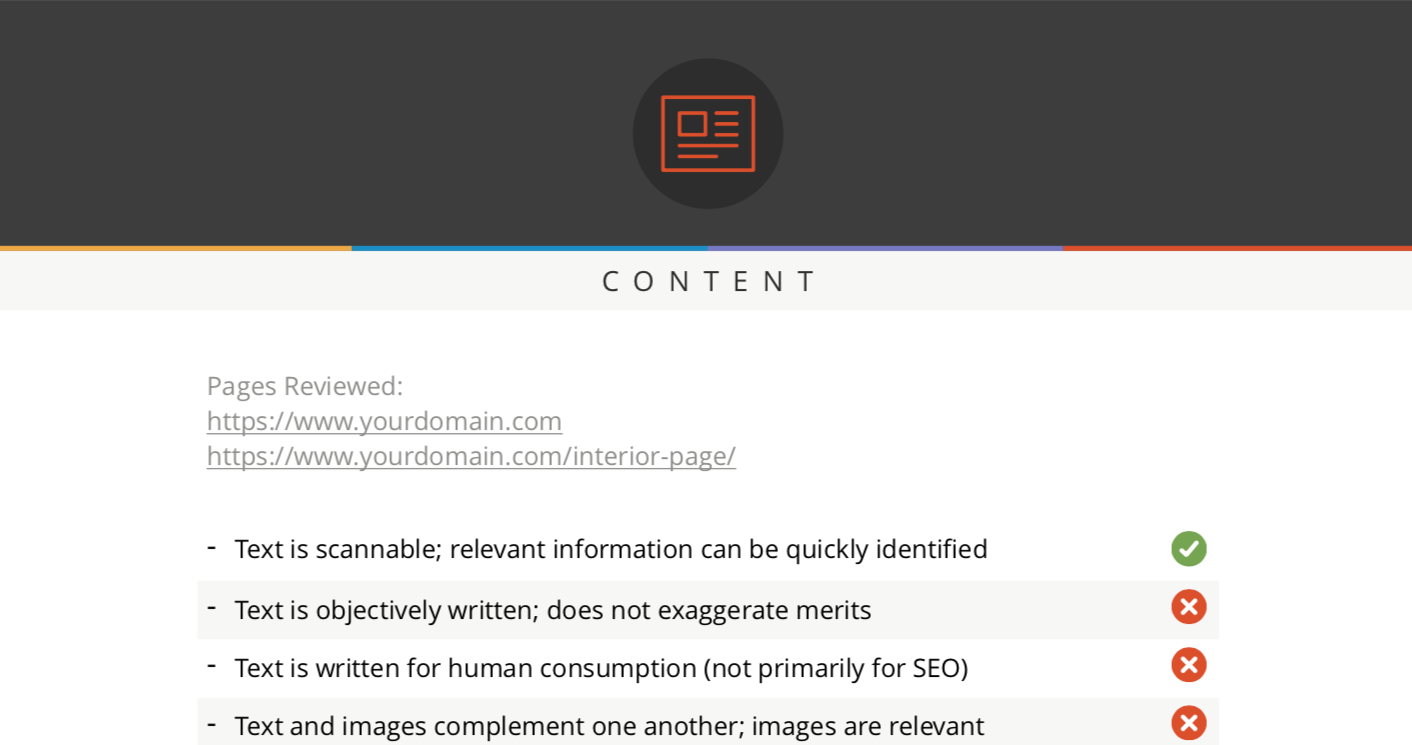 CONTENT
Pages Reviewed:
https://www.yourdomain.com
https://www.yourdomain.com/interior-page/
- Text is scannable; relevant information can be quickly identified
- Text is objectively written; does not exaggerate merits
- Text is written for human consumption (not primarily for SEO)
- Text and images complement one another; images are relevant